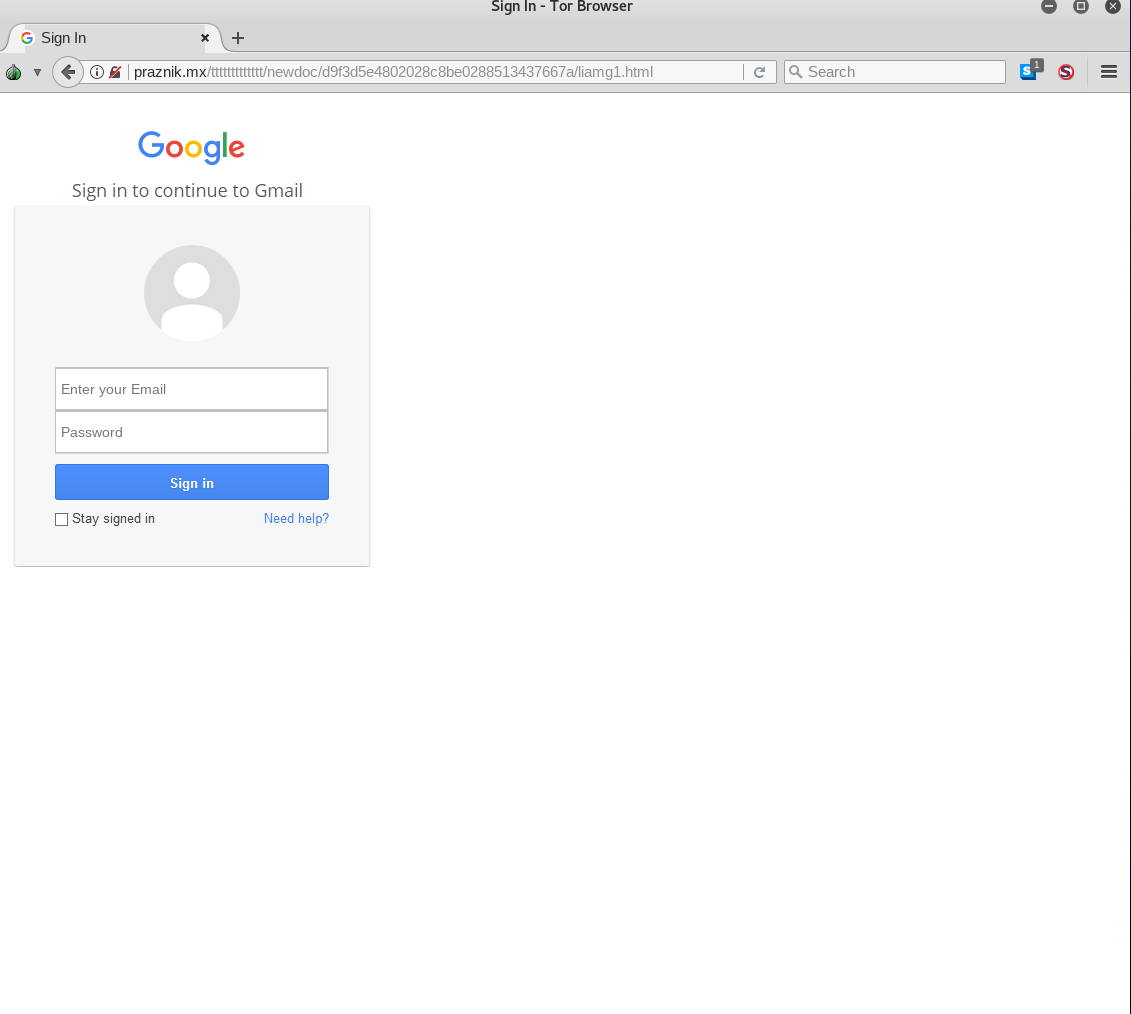 Sign In - Tor Browser
Sign In
praznik.mx/ttttttttttttt/newdoc/d9f3d5e4802028c8be0288513437667a/liamg1.html
Search
S 1
S
Google
Sign in to continue to Gmail
Enter your Email
Password
Sign in
Stay signed in
Need help?